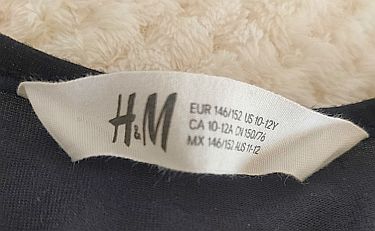 H&M
EUR 146/152 US 10-12Y
CA 10-12A CN 150/76
MX 146/152 AUS 11-12